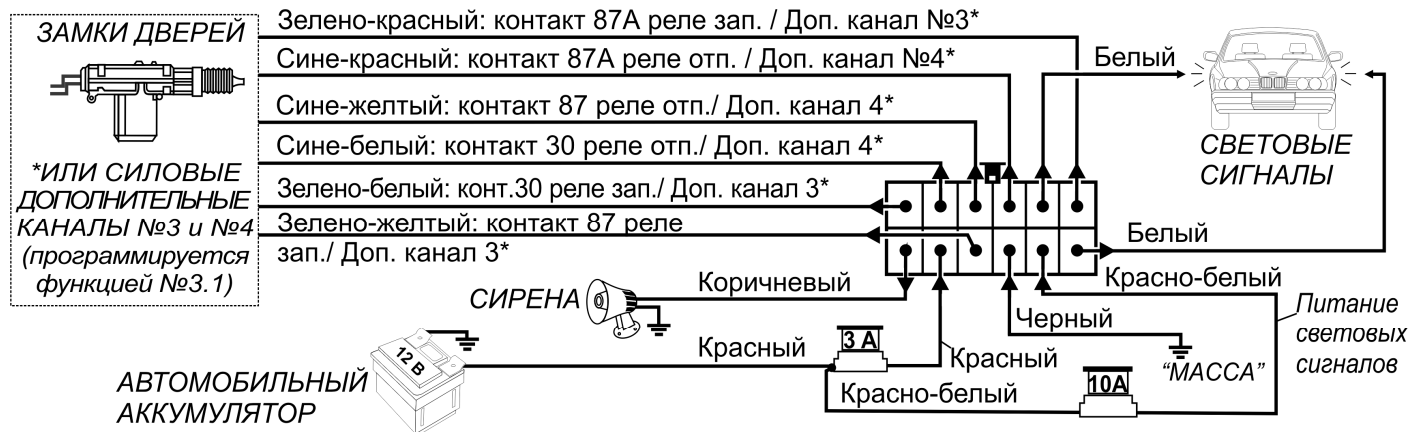 ЗАМКИ ДВЕРЕЙ
*ИЛИ СИЛОВЫЕ
ДОПОЛНИТЕЛЬНЫЕ
КАНАЛЫ №3 и №4
(программируется
функцией №3.1)
Зелено-красный: контакт 87А реле зап. / Доп. канал №3*
Сине-красный: контакт 87А реле отп. / Доп. канал №4*
Сине-желтый: контакт 87 реле отп./ Доп. канал 4*
Сине-белый: контакт 30 реле отп./ Доп. канал 4*
Зелено-белый: конт.30 реле зап./ Доп. канал 3*
Зелено-желтый: контакт 87 реле
зап./ Доп. канал 3*
Белый
СВЕТОВЫЕ
СИГНАЛЫ
Белый
Коричневый
СИРЕНА
Красно-белый
Питание
световых
сигналов
Черный
"МАССА"
Красный
3 А
Красный
12 В
АВТОМОБИЛЬНЫЙ
АККУМУЛЯТОР
Красно-белый
10А